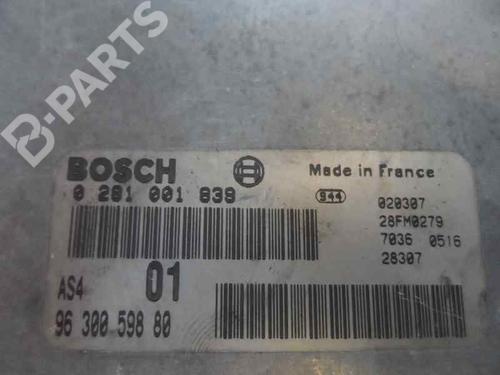 B-PARTS
BOSCH
Made in France
0 281 001 839
944
020307
28FM0279
7036 0516
28307
AS4 01
96 300 598 80